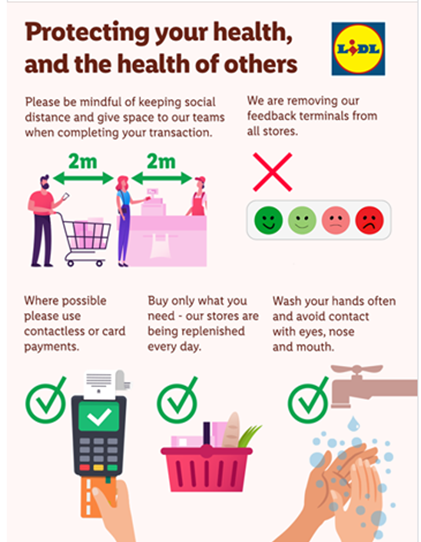 Protecting your health,
and the health of others
LIDL
Please be mindful of keeping social
distance and give space to our teams
when completing your transaction.
We are removing our
feedback terminals from
all stores.
2m 2m
Where possible
please use
contactless or card
payments.
Buy only what you
need - our stores are
being replenished
every day.
Wash your hands often
and avoid contact
with eyes, nose
and mouth.